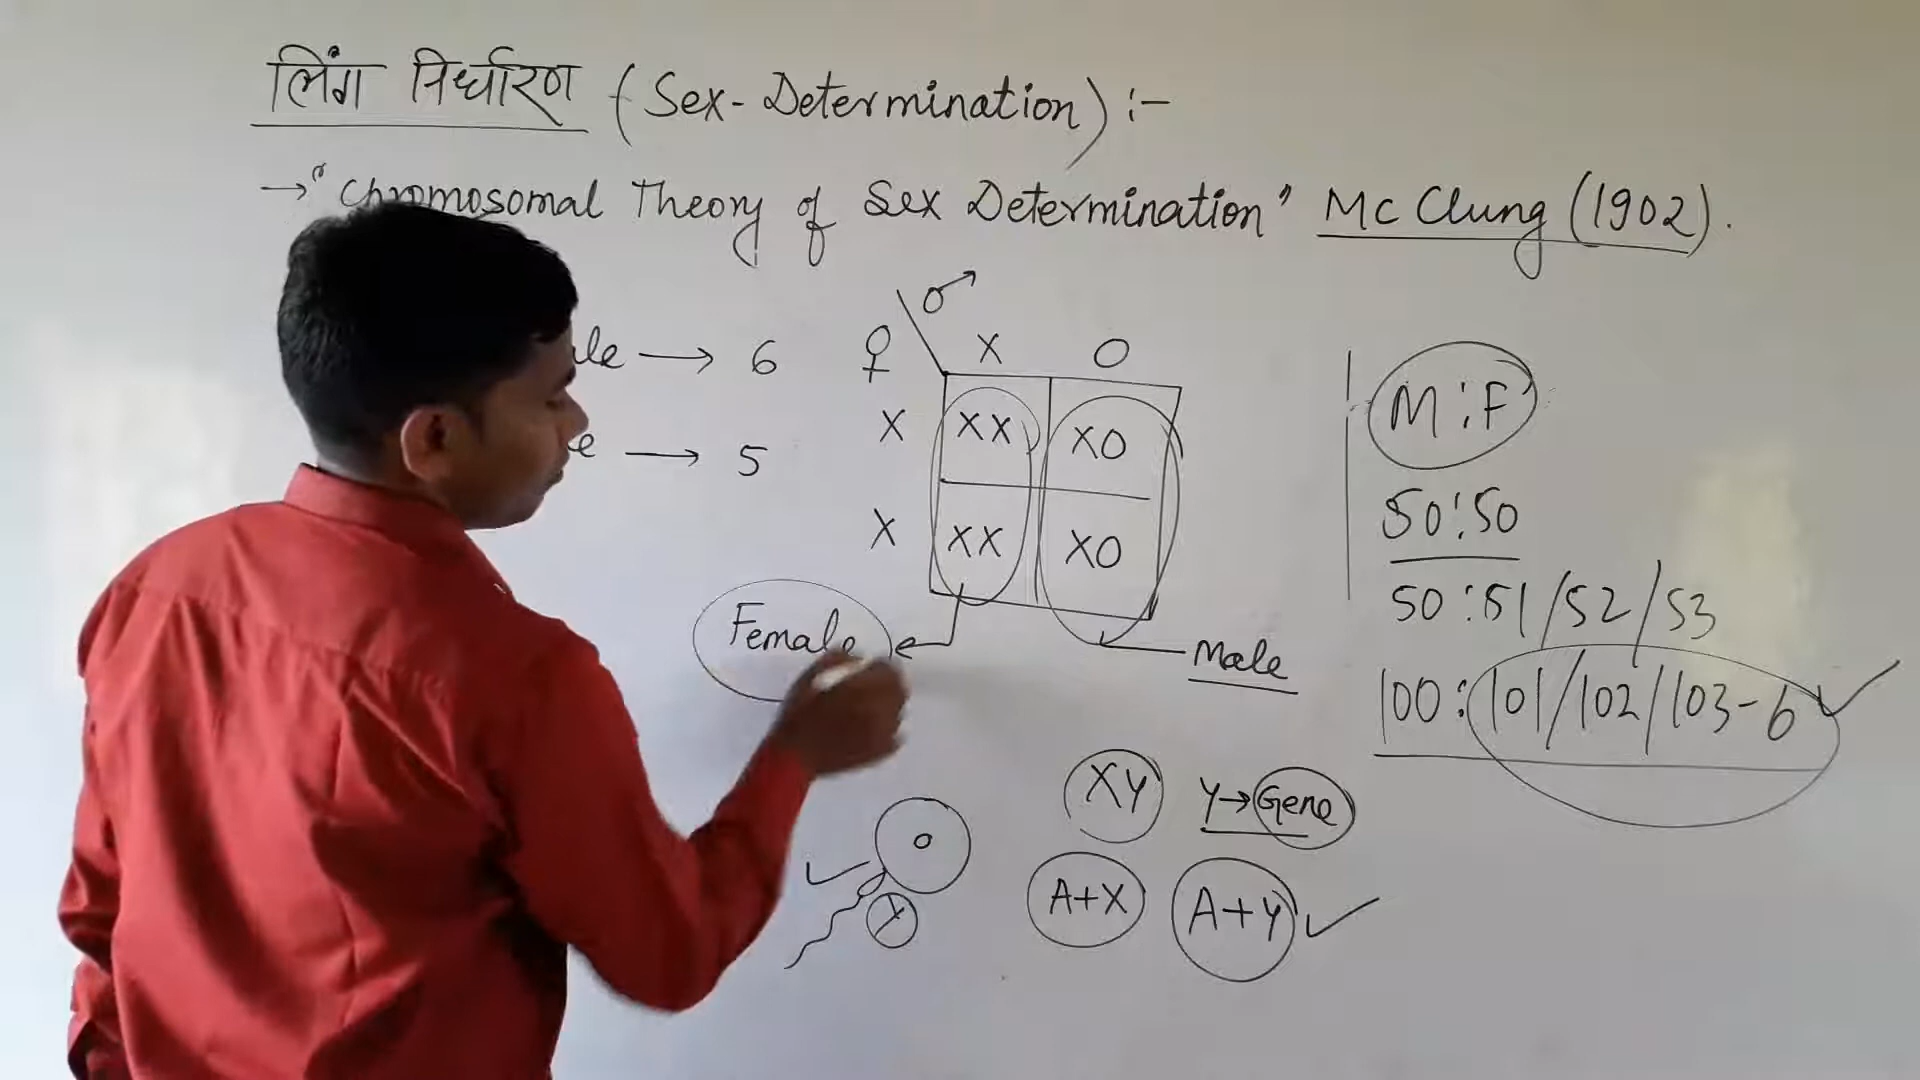 लिंग निर्धारण (Sex-Determination) :-
→ "Chromosomal Theory of Sex Determination" Mc Clung (1902).
le → 6
e → 5
♀ ♂
X O
X XX XO
X XX XO
Female
Male
M:F
50:50
50:51/52/53
100:101/102/103-6 ✓
XY Y→Gene
A+X A+Y ✓
Y